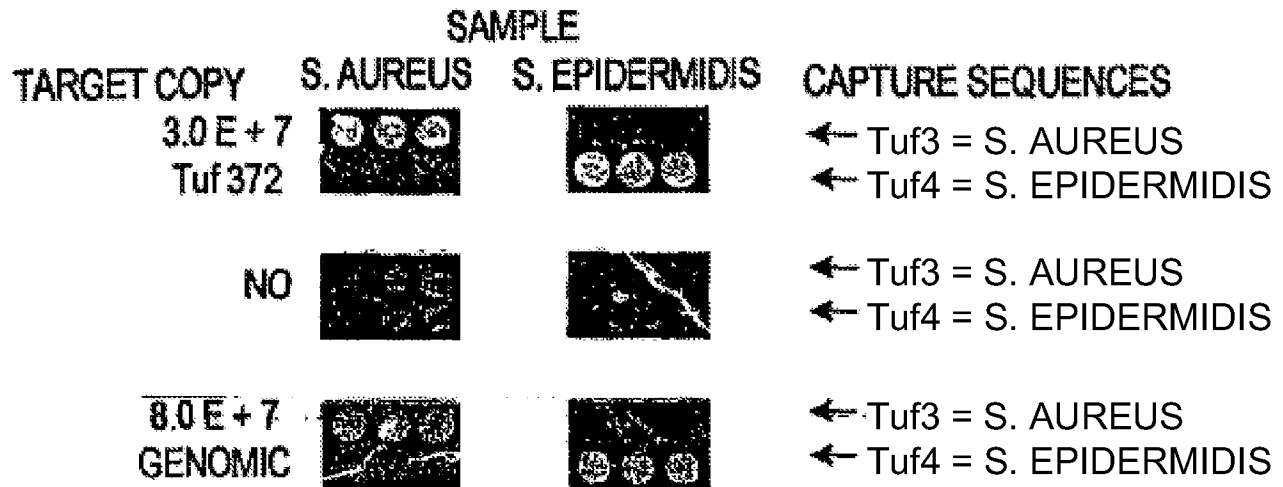 SAMPLE
TARGET COPY S. AUREUS S. EPIDERMIDIS CAPTURE SEQUENCES
3.0 E + 7 Tuf3 = S. AUREUS
Tuf 372 Tuf4 = S. EPIDERMIDIS
NO Tuf3 = S. AUREUS
Tuf4 = S. EPIDERMIDIS
8.0 E + 7 Tuf3 = S. AUREUS
GENOMIC Tuf4 = S. EPIDERMIDIS